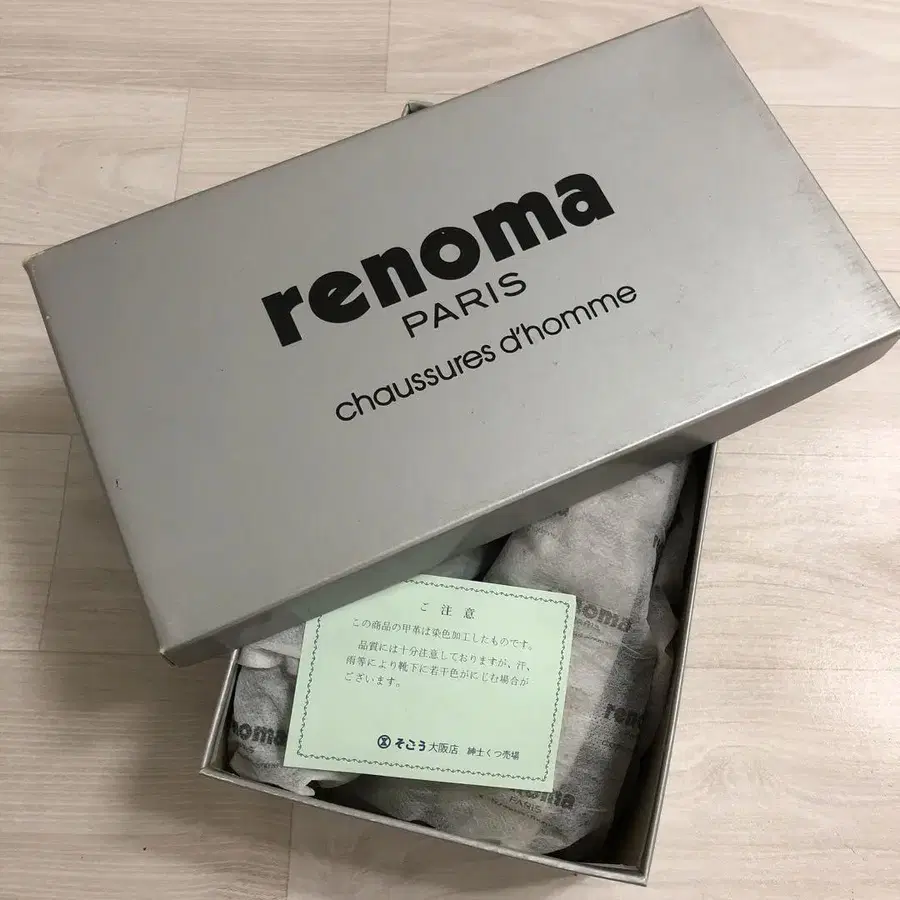 renoma
PARIS
chaussures d'homme
ご注意
この商品の甲革は染色加工したものです。
品質には十分注意しておりますが、汗、
雨等により靴下に若干色がにじむ場合が
ございます。
そごう大阪店 紳士くつ売場
renoma
renoma
PARIS